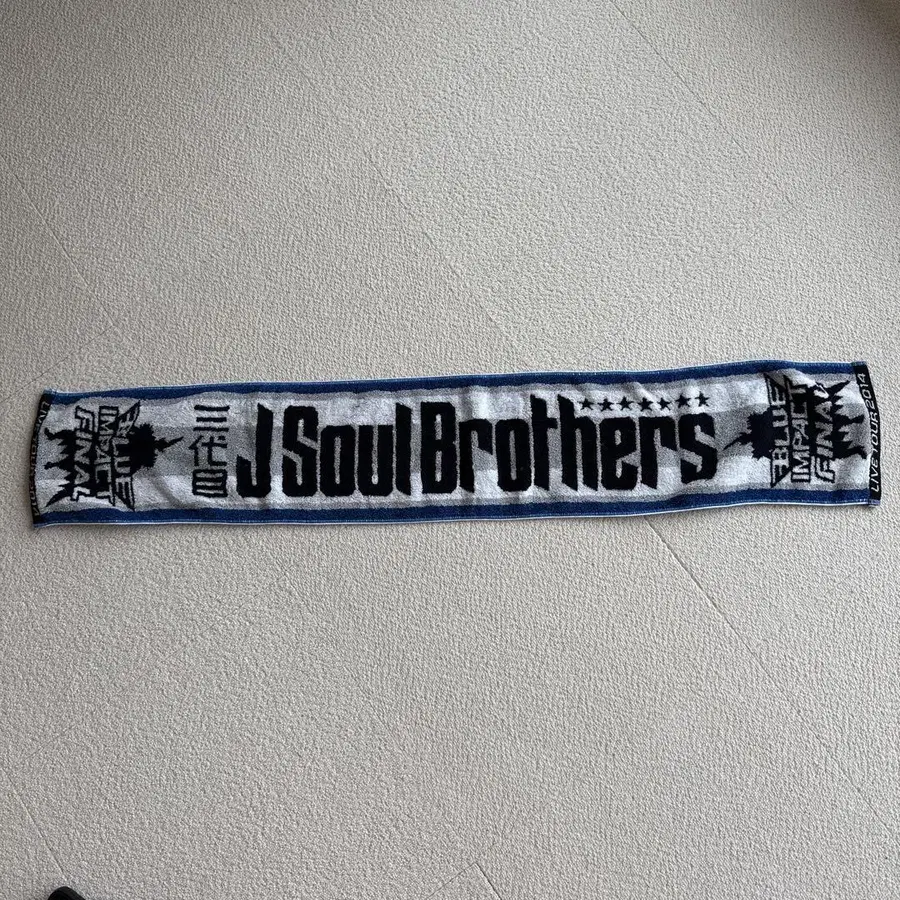 BLUE
IMPACT
FINAL
三代目
J Soul Brothers
BLUE
IMPACT
FINAL
LIVE TOUR 2014